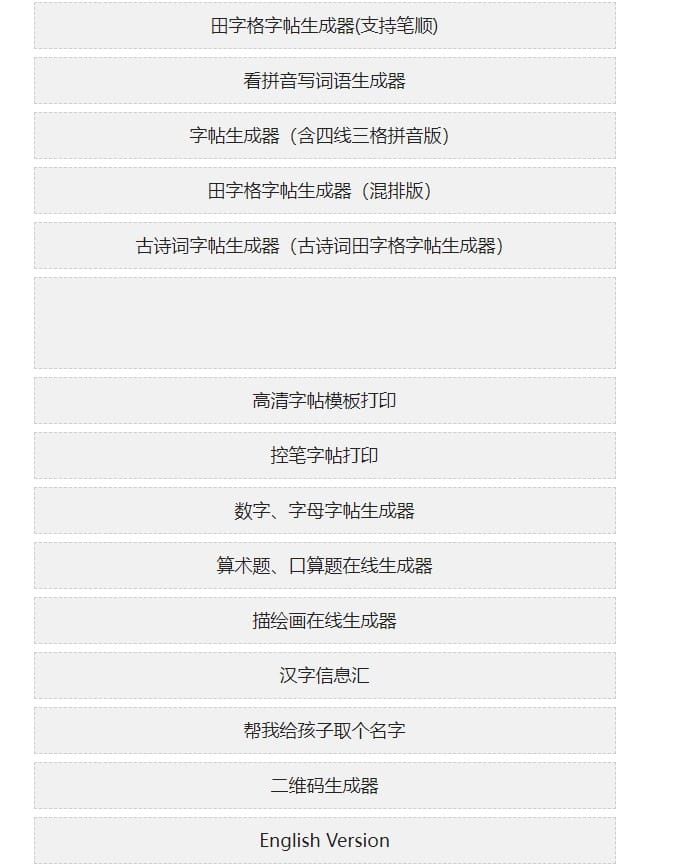 田字格字帖生成器(支持笔顺)
看拼音写词语生成器
字帖生成器（含四线三格拼音版）
田字格字帖生成器（混排版）
古诗词字帖生成器（古诗词田字格字帖生成器）
高清字帖模板打印
控笔字帖打印
数字、字母字帖生成器
算术题、口算题在线生成器
描绘画在线生成器
汉字信息汇
帮我给孩子取个名字
二维码生成器
English Version